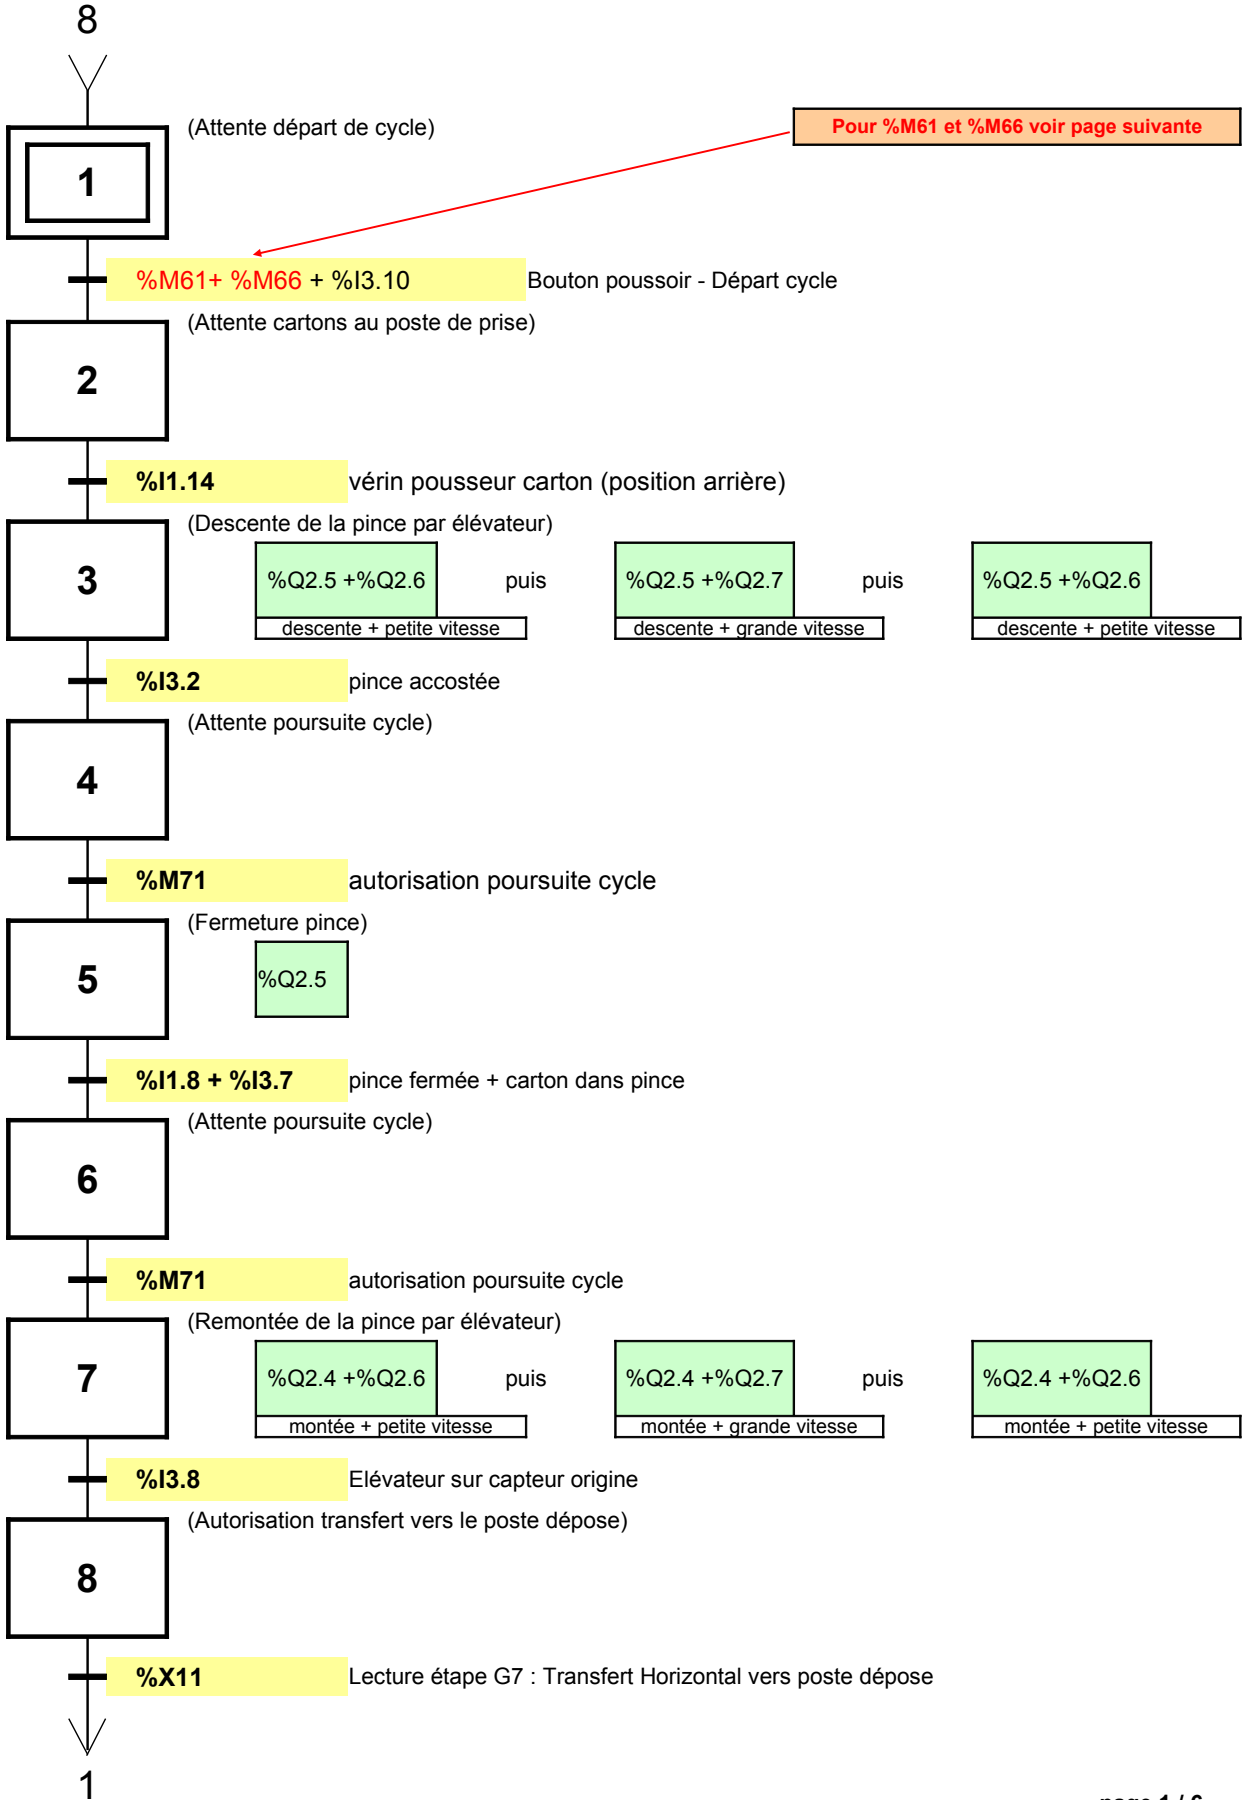 8
(Attente départ de cycle)
Pour %M61 et %M66 voir page suivante
1
%M61+ %M66 + %I3.10 Bouton poussoir - Départ cycle
(Attente cartons au poste de prise)
2
%I1.14 vérin pousseur carton (position arrière)
(Descente de la pince par élévateur)
3
%Q2.5 +%Q2.6 puis %Q2.5 +%Q2.7 puis %Q2.5 +%Q2.6
descente + petite vitesse descente + grande vitesse descente + petite vitesse
%I3.2 pince accostée
(Attente poursuite cycle)
4
%M71 autorisation poursuite cycle
(Fermeture pince)
5
%Q2.5
%I1.8 + %I3.7 pince fermée + carton dans pince
(Attente poursuite cycle)
6
%M71 autorisation poursuite cycle
(Remontée de la pince par élévateur)
7
%Q2.4 +%Q2.6 puis %Q2.4 +%Q2.7 puis %Q2.4 +%Q2.6
montée + petite vitesse montée + grande vitesse montée + petite vitesse
%I3.8 Elévateur sur capteur origine
(Autorisation transfert vers le poste dépose)
8
%X11 Lecture étape G7 : Transfert Horizontal vers poste dépose
1
page 1 / 6